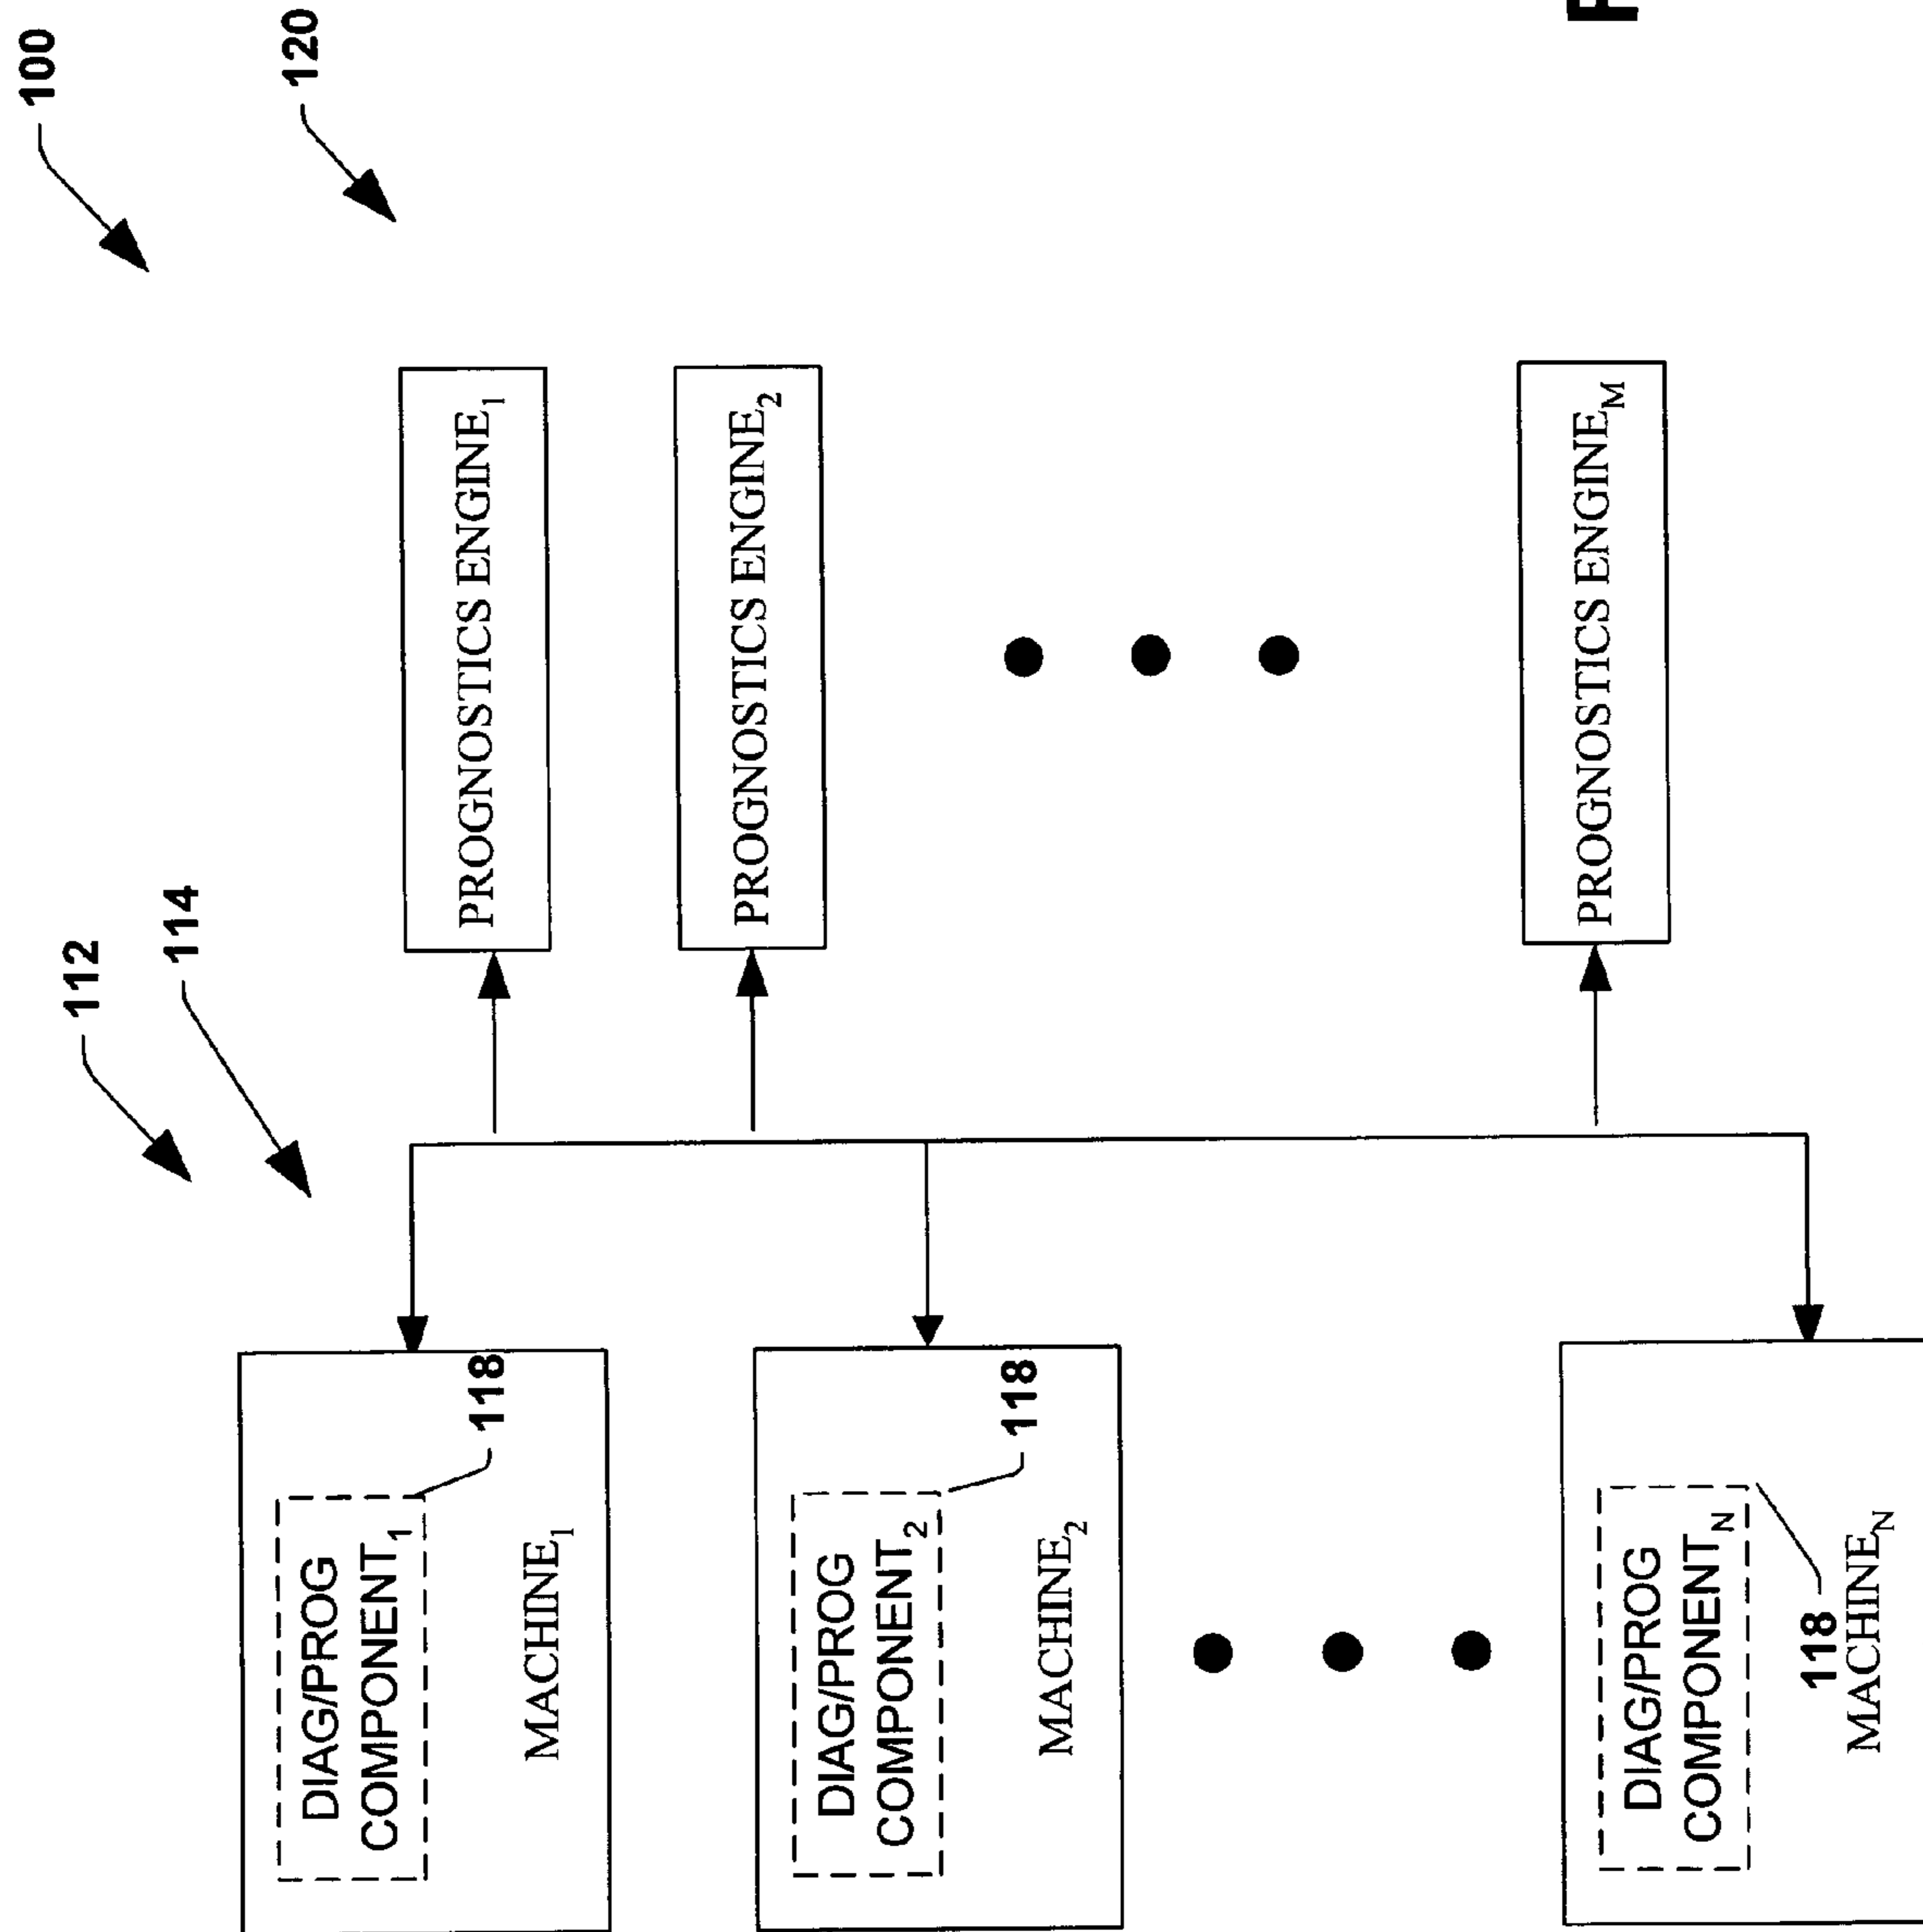 100
112
114
120
DIAG/PROG
COMPONENT1
118
MACHINE1
PROGNOSTICS ENGINE1
DIAG/PROG
COMPONENT2
118
MACHINE2
PROGNOSTICS ENGINE2
DIAG/PROG
COMPONENTN
118
MACHINEN
PROGNOSTICS ENGINEM